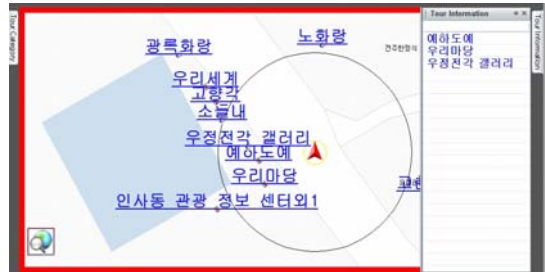 Tour Category
광록화랑
노화랑
우리세계
고향각
소들내
우정전각 갤러리
예하도예
우리마당
인사동 관광 정보 센터외1
Tour Information
예하도예
우리마당
우정전각 갤러리
Tour Information